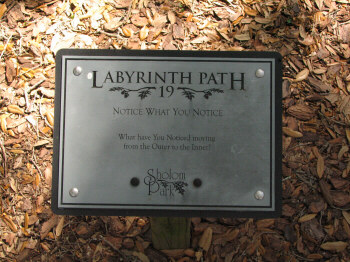 LABYRINTH PATH
19
NOTICE WHAT YOU NOTICE
What have You Noticed moving
from the Outer to the Inner?
Sholom
Park